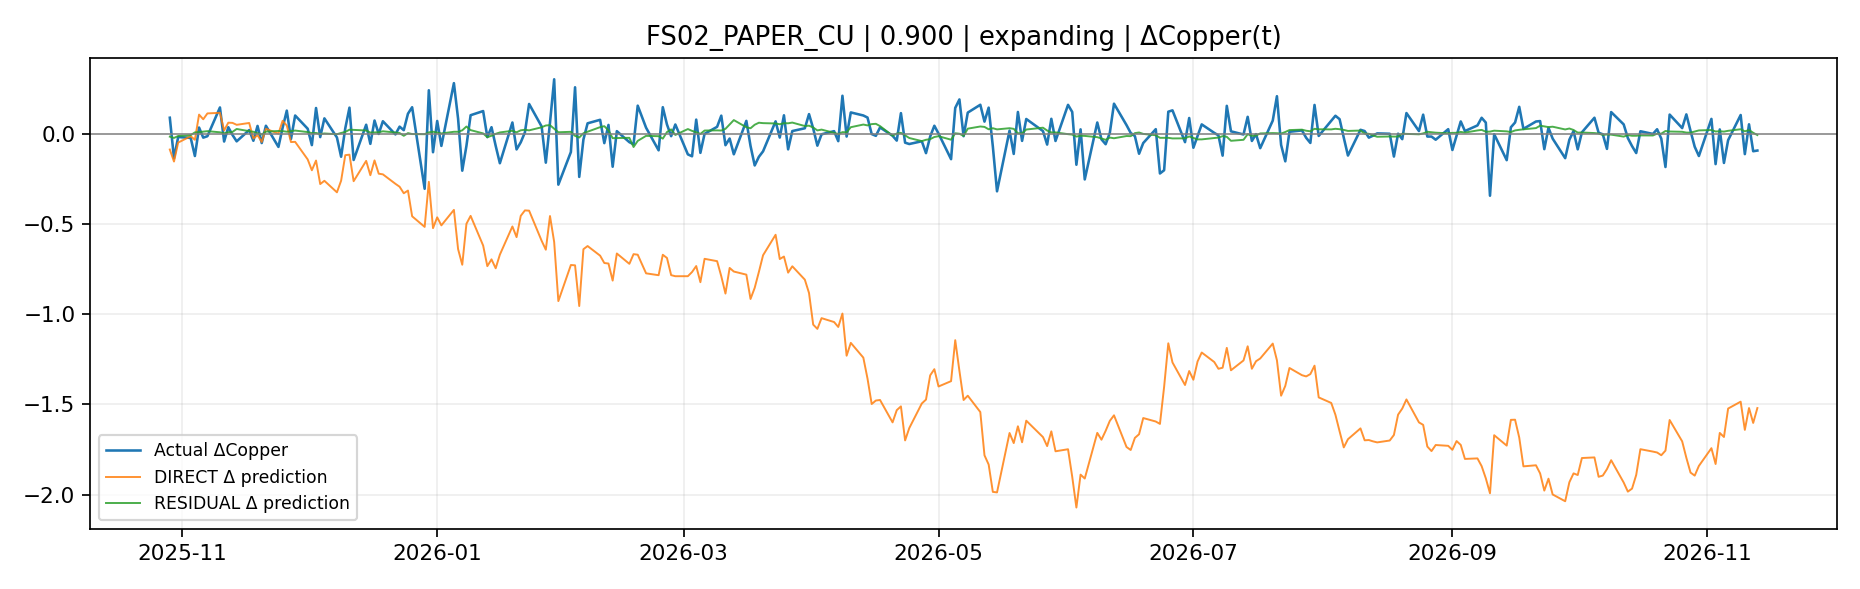 FS02_PAPER_CU | 0.900 | expanding | ΔCopper(t)
0.0
−0.5
−1.0
−1.5
−2.0
Actual ΔCopper
DIRECT Δ prediction
RESIDUAL Δ prediction
2025-11 2026-01 2026-03 2026-05 2026-07 2026-09 2026-11